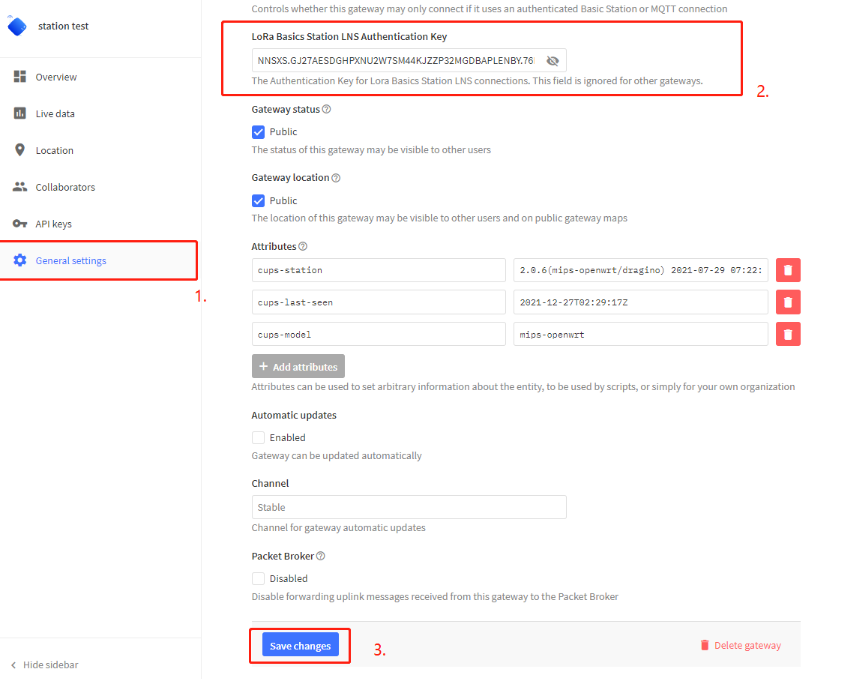 Controls whether this gateway may only connect if it uses an authenticated Basic Station or MQTT connection
station test
LoRa Basics Station LNS Authentication Key
NNSXS.GJ27AESDGHPXNU2W7SM44KJZZP32MGDBAPLENBY.76
The Authentication Key for Lora Basics Station LNS connections. This field is ignored for other gateways.
2.
Overview
Live data
Location
Collaborators
API keys
General settings
1.
Gateway status
Public
The status of this gateway may be visible to other users
Gateway location
Public
The location of this gateway may be visible to other users and on public gateway maps
Attributes
cups-station 2.0.6(mips-openwrt/dragino) 2021-07-29 07:22:
cups-last-seen 2021-12-27T02:29:17Z
cups-model mips-openwrt
+ Add attributes
Attributes can be used to set arbitrary information about the entity, to be used by scripts, or simply for your own organization
Automatic updates
Enabled
Gateway can be updated automatically
Channel
Stable
Channel for gateway automatic updates
Packet Broker
Disabled
Disable forwarding uplink messages received from this gateway to the Packet Broker
Save changes
3.
Delete gateway
Hide sidebar